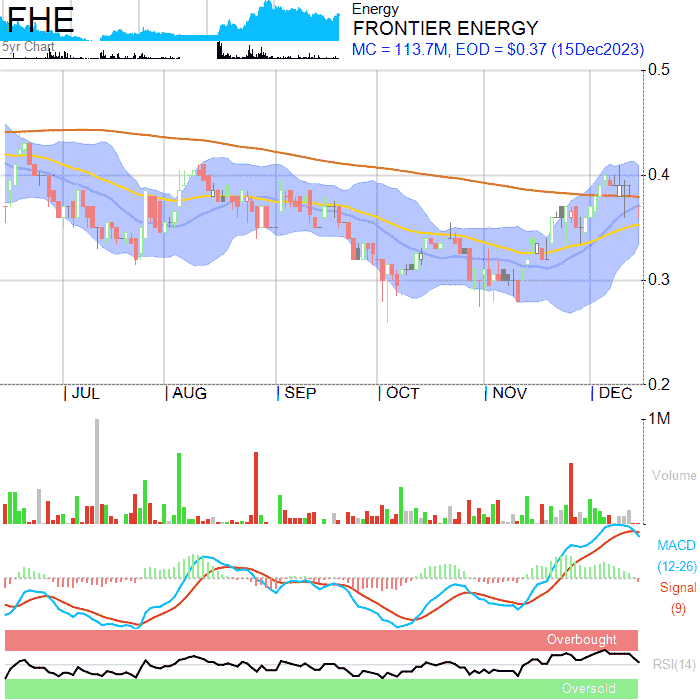 FHE
5yr Chart
Energy
FRONTIER ENERGY
MC = 113.7M, EOD = $0.37 (15Dec2023)
0.5
0.4
0.3
0.2
JUL AUG SEP OCT NOV DEC
1M
Volume
MACD
(12-26)
Signal
(9)
Overbought
RSI(14)
Oversold